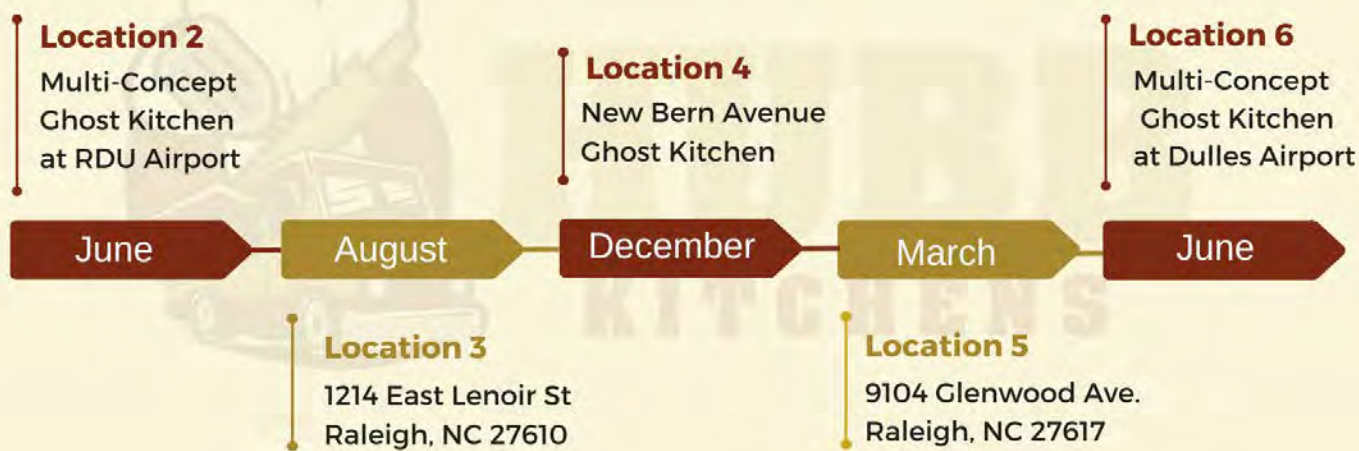 Location 2
Multi-Concept
Ghost Kitchen
at RDU Airport
Location 4
New Bern Avenue
Ghost Kitchen
Location 6
Multi-Concept
Ghost Kitchen
at Dulles Airport
June
August
December
March
June
Location 3
1214 East Lenoir St
Raleigh, NC 27610
Location 5
9104 Glenwood Ave.
Raleigh, NC 27617
KITCHENS